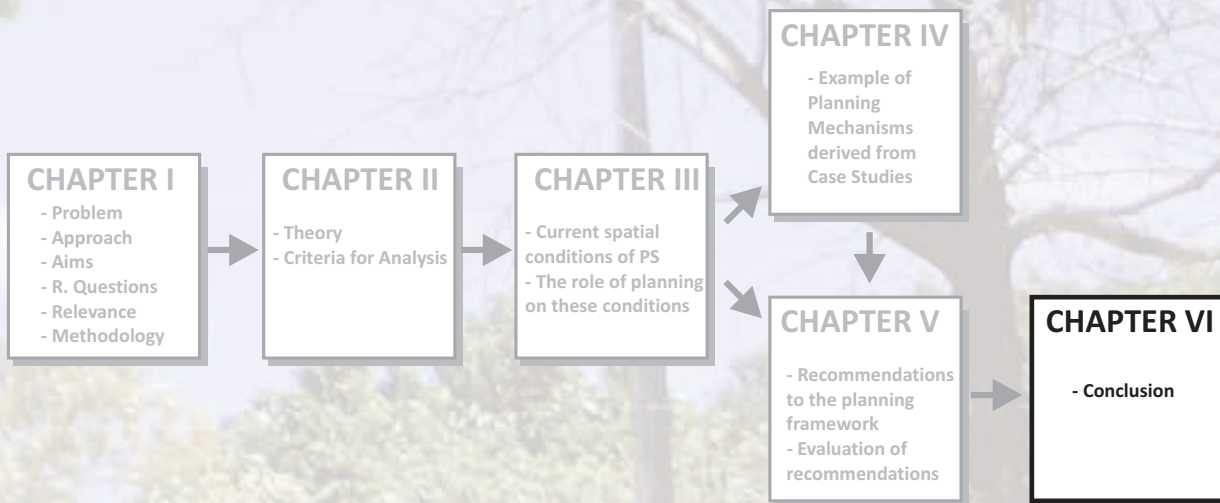 CHAPTER I
- Problem
- Approach
- Aims
- R. Questions
- Relevance
- Methodology
CHAPTER II
- Theory
- Criteria for Analysis
CHAPTER III
- Current spatial
conditions of PS
- The role of planning
on these conditions
CHAPTER IV
- Example of
Planning
Mechanisms
derived from
Case Studies
CHAPTER V
- Recommendations
to the planning
framework
- Evaluation of
recommendations
CHAPTER VI
- Conclusion